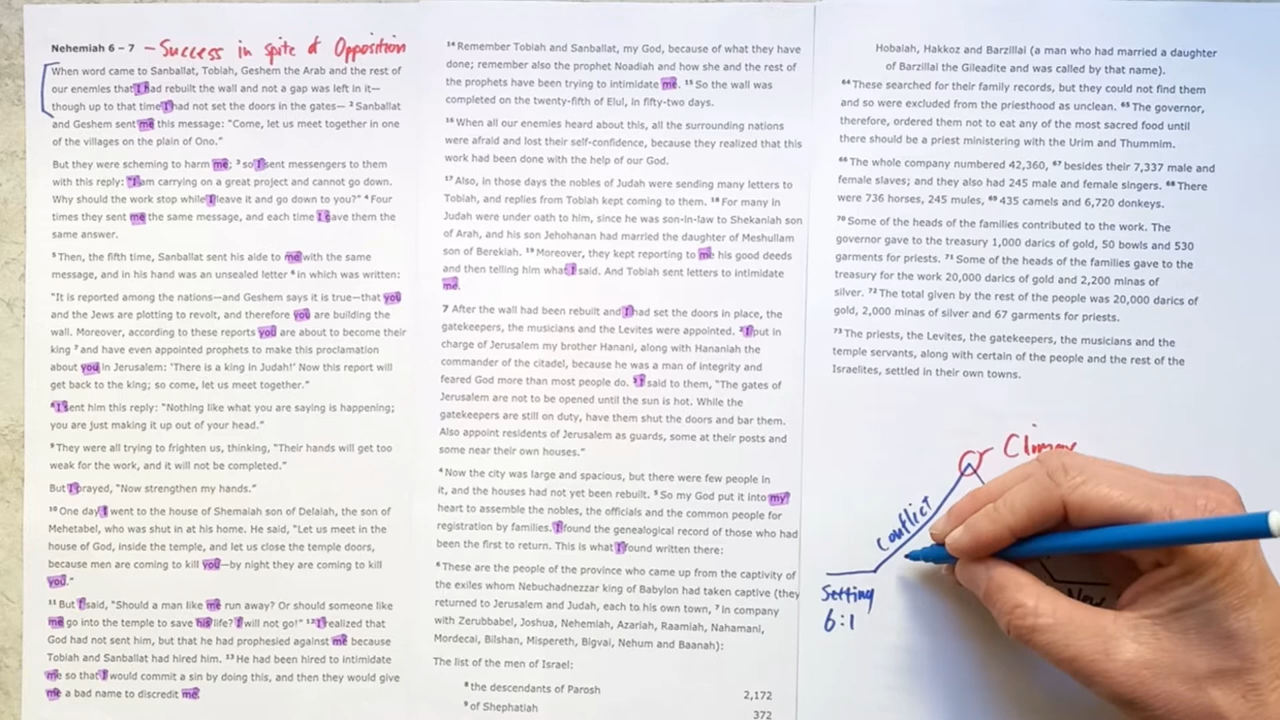 Nehemiah 6 – 7 – Success in spite of Opposition
When word came to Sanballat, Tobiah, Geshem the Arab and the rest of
our enemies that I had rebuilt the wall and not a gap was left in it—
though up to that time I had not set the doors in the gates— ² Sanballat
and Geshem sent me this message: "Come, let us meet together in one
of the villages on the plain of Ono."
But they were scheming to harm me; ³ so I sent messengers to them
with this reply: "I am carrying on a great project and cannot go down.
Why should the work stop while I leave it and go down to you?" ⁴ Four
times they sent me the same message, and each time I gave them the
same answer.
⁵ Then, the fifth time, Sanballat sent his aide to me with the same
message, and in his hand was an unsealed letter ⁶ in which was written:
"It is reported among the nations—and Geshem says it is true—that you
and the Jews are plotting to revolt, and therefore you are building the
wall. Moreover, according to these reports you are about to become their
king ⁷ and have even appointed prophets to make this proclamation
about you in Jerusalem: 'There is a king in Judah!' Now this report will
get back to the king; so come, let us meet together."
⁸ I sent him this reply: "Nothing like what you are saying is happening;
you are just making it up out of your head."
⁹ They were all trying to frighten us, thinking, "Their hands will get too
weak for the work, and it will not be completed."
But I prayed, "Now strengthen my hands."
¹⁰ One day I went to the house of Shemaiah son of Delaiah, the son of
Mehetabel, who was shut in at his home. He said, "Let us meet in the
house of God, inside the temple, and let us close the temple doors,
because men are coming to kill you—by night they are coming to kill
you."
¹¹ But I said, "Should a man like me run away? Or should someone like
me go into the temple to save his life? I will not go!" ¹² I realized that
God had not sent him, but that he had prophesied against me because
Tobiah and Sanballat had hired him. ¹³ He had been hired to intimidate
me so that I would commit a sin by doing this, and then they would give
me a bad name to discredit me.
¹⁴ Remember Tobiah and Sanballat, my God, because of what they have
done; remember also the prophet Noadiah and how she and the rest of
the prophets have been trying to intimidate me. ¹⁵ So the wall was
completed on the twenty-fifth of Elul, in fifty-two days.
¹⁶ When all our enemies heard about this, all the surrounding nations
were afraid and lost their self-confidence, because they realized that this
work had been done with the help of our God.
¹⁷ Also, in those days the nobles of Judah were sending many letters to
Tobiah, and replies from Tobiah kept coming to them. ¹⁸ For many in
Judah were under oath to him, since he was son-in-law to Shekaniah son
of Arah, and his son Jehohanan had married the daughter of Meshullam
son of Berekiah. ¹⁹ Moreover, they kept reporting to me his good deeds
and then telling him what I said. And Tobiah sent letters to intimidate
me.
7 After the wall had been rebuilt and I had set the doors in place, the
gatekeepers, the musicians and the Levites were appointed. ² I put in
charge of Jerusalem my brother Hanani, along with Hananiah the
commander of the citadel, because he was a man of integrity and
feared God more than most people do. ³ I said to them, "The gates of
Jerusalem are not to be opened until the sun is hot. While the
gatekeepers are still on duty, have them shut the doors and bar them.
Also appoint residents of Jerusalem as guards, some at their posts and
some near their own houses."
⁴ Now the city was large and spacious, but there were few people in
it, and the houses had not yet been rebuilt. ⁵ So my God put it into my
heart to assemble the nobles, the officials and the common people for
registration by families. I found the genealogical record of those who had
been the first to return. This is what I found written there:
⁶ These are the people of the province who came up from the captivity of
the exiles whom Nebuchadnezzar king of Babylon had taken captive (they
returned to Jerusalem and Judah, each to his own town, ⁷ in company
with Zerubbabel, Joshua, Nehemiah, Azariah, Raamiah, Nahamani,
Mordecai, Bilshan, Mispereth, Bigvai, Nehum and Baanah):
The list of the men of Israel:
⁸ the descendants of Parosh 2,172
⁹ of Shephatiah 372
Hobaiah, Hakkoz and Barzillai (a man who had married a daughter
of Barzillai the Gileadite and was called by that name).
⁶⁴ These searched for their family records, but they could not find them
and so were excluded from the priesthood as unclean. ⁶⁵ The governor,
therefore, ordered them not to eat any of the most sacred food until
there should be a priest ministering with the Urim and Thummim.
⁶⁶ The whole company numbered 42,360, ⁶⁷ besides their 7,337 male and
female slaves; and they also had 245 male and female singers. ⁶⁸ There
were 736 horses, 245 mules, ⁶⁹ 435 camels and 6,720 donkeys.
⁷⁰ Some of the heads of the families contributed to the work. The
governor gave to the treasury 1,000 darics of gold, 50 bowls and 530
garments for priests. ⁷¹ Some of the heads of the families gave to the
treasury for the work 20,000 darics of gold and 2,200 minas of
silver. ⁷² The total given by the rest of the people was 20,000 darics of
gold, 2,000 minas of silver and 67 garments for priests.
⁷³ The priests, the Levites, the gatekeepers, the musicians and the
temple servants, along with certain of the people and the rest of the
Israelites, settled in their own towns.
Climax
Conflict
Setting
6:1